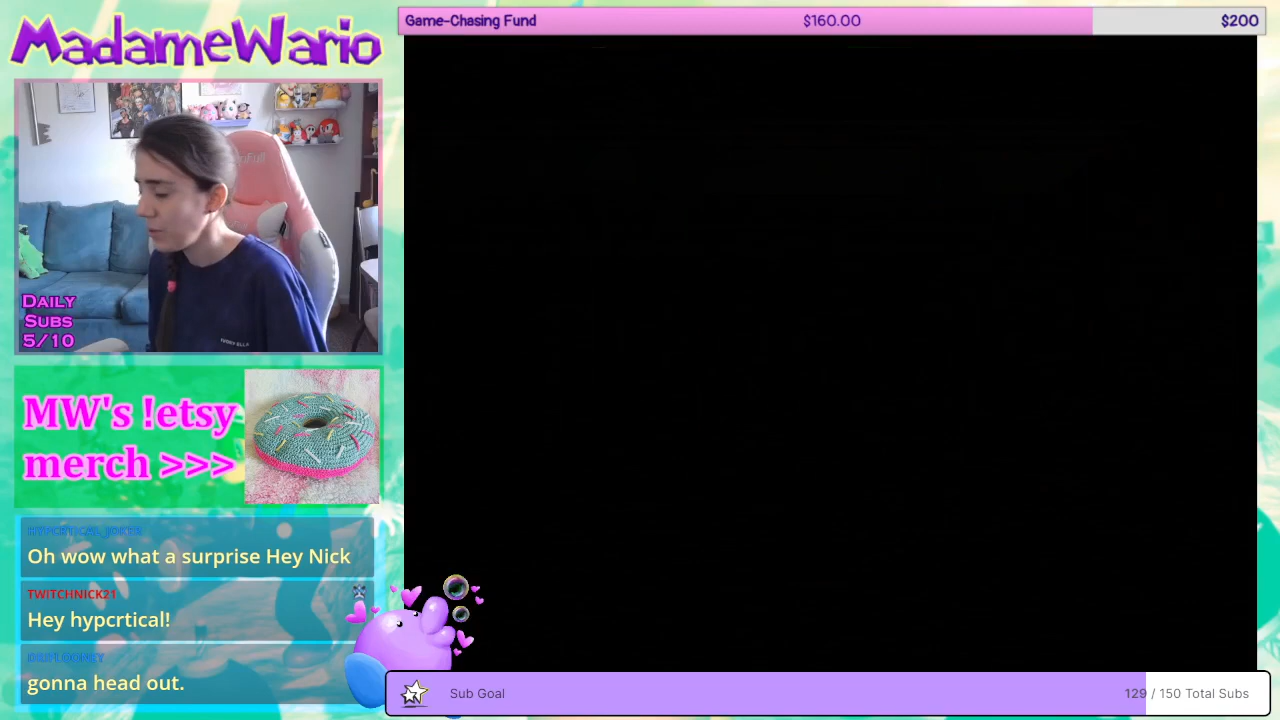 MadameWario
Game-Chasing Fund $160.00 $200
Daily
Subs
5/10
MW's !etsy
merch >>>
HYPCRTICAL_JOKER
Oh wow what a surprise Hey Nick
TWITCHNICK21
Hey hypcrtical!
gonna head out.
Sub Goal 129 / 150 Total Subs